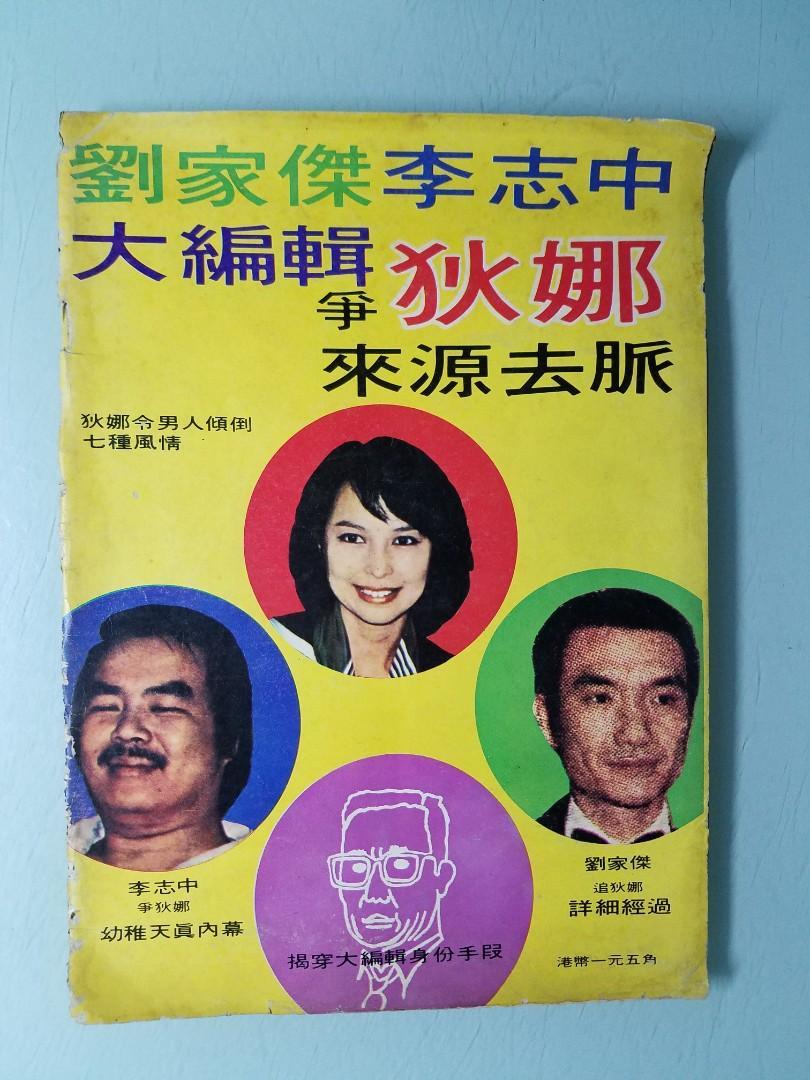 劉家傑李志中
大編輯爭狄娜
來源去脈
狄娜令男人傾倒
七種風情
李志中
爭狄娜
幼稚天眞內幕
劉家傑
追狄娜
詳細經過
揭穿大編輯身份手段
港幣一元五角